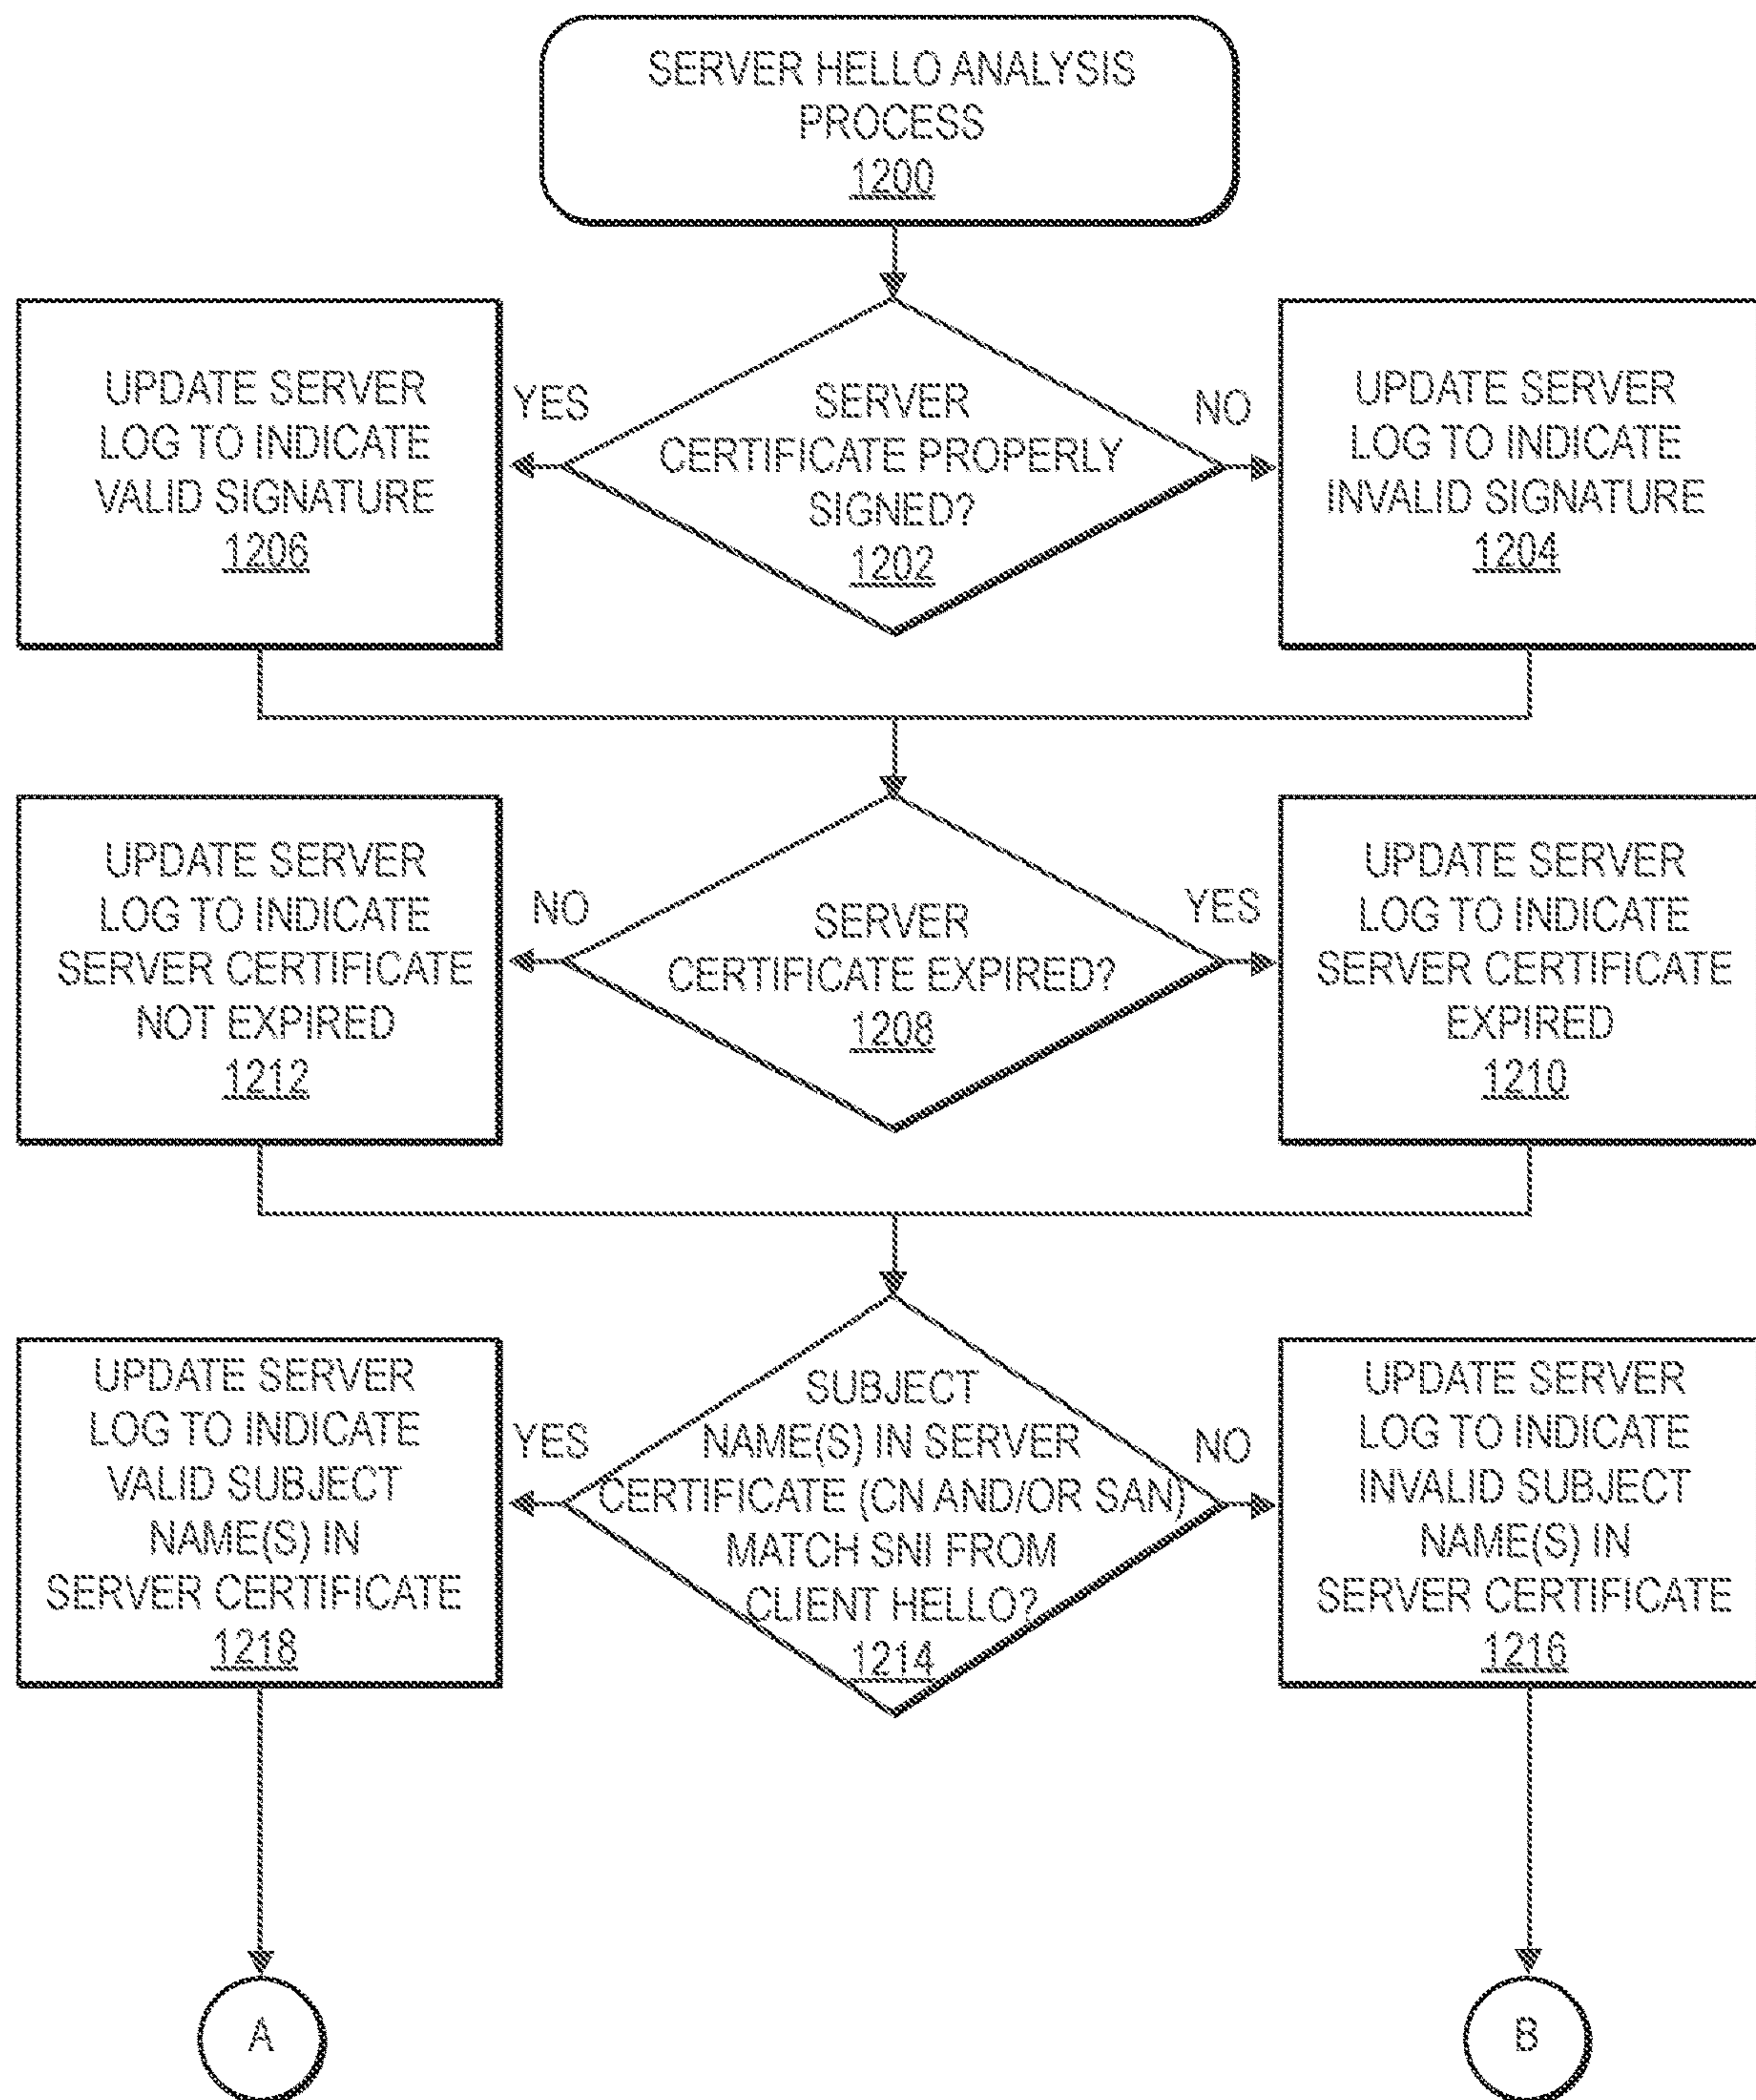 SERVER HELLO ANALYSIS
PROCESS
1200
UPDATE SERVER
LOG TO INDICATE
VALID SIGNATURE
1206
YES
SERVER
CERTIFICATE PROPERLY
SIGNED?
1202
NO
UPDATE SERVER
LOG TO INDICATE
INVALID SIGNATURE
1204
UPDATE SERVER
LOG TO INDICATE
SERVER CERTIFICATE
NOT EXPIRED
1212
NO
SERVER
CERTIFICATE EXPIRED?
1208
YES
UPDATE SERVER
LOG TO INDICATE
SERVER CERTIFICATE
EXPIRED
1210
UPDATE SERVER
LOG TO INDICATE
VALID SUBJECT
NAME(S) IN
SERVER CERTIFICATE
1218
YES
SUBJECT
NAME(S) IN SERVER
CERTIFICATE (CN AND/OR SAN)
MATCH SNI FROM
CLIENT HELLO?
1214
NO
UPDATE SERVER
LOG TO INDICATE
INVALID SUBJECT
NAME(S) IN
SERVER CERTIFICATE
1216
A
B